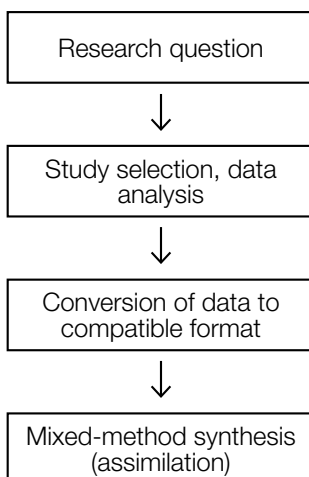 Research question
Study selection, data
analysis
Conversion of data to
compatible format
Mixed-method synthesis
(assimilation)